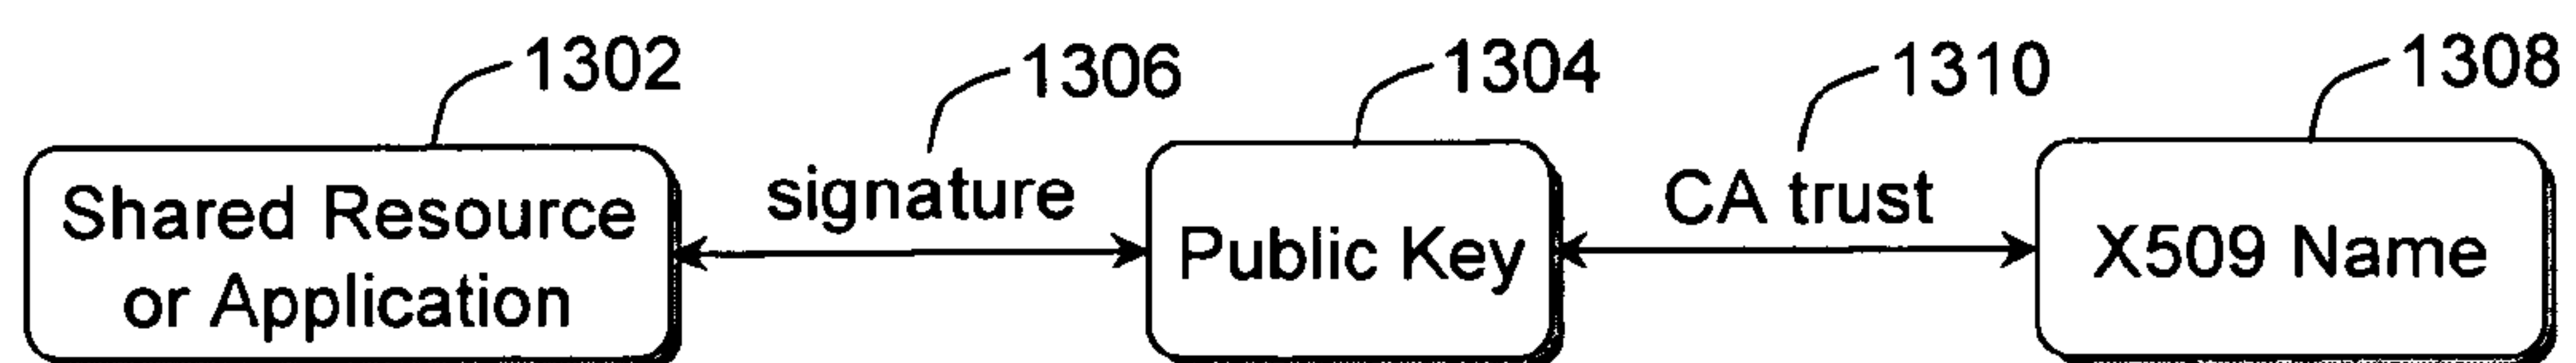 1302
1306
1304
1310
1308
Shared Resource
or Application
signature
Public Key
CA trust
X509 Name